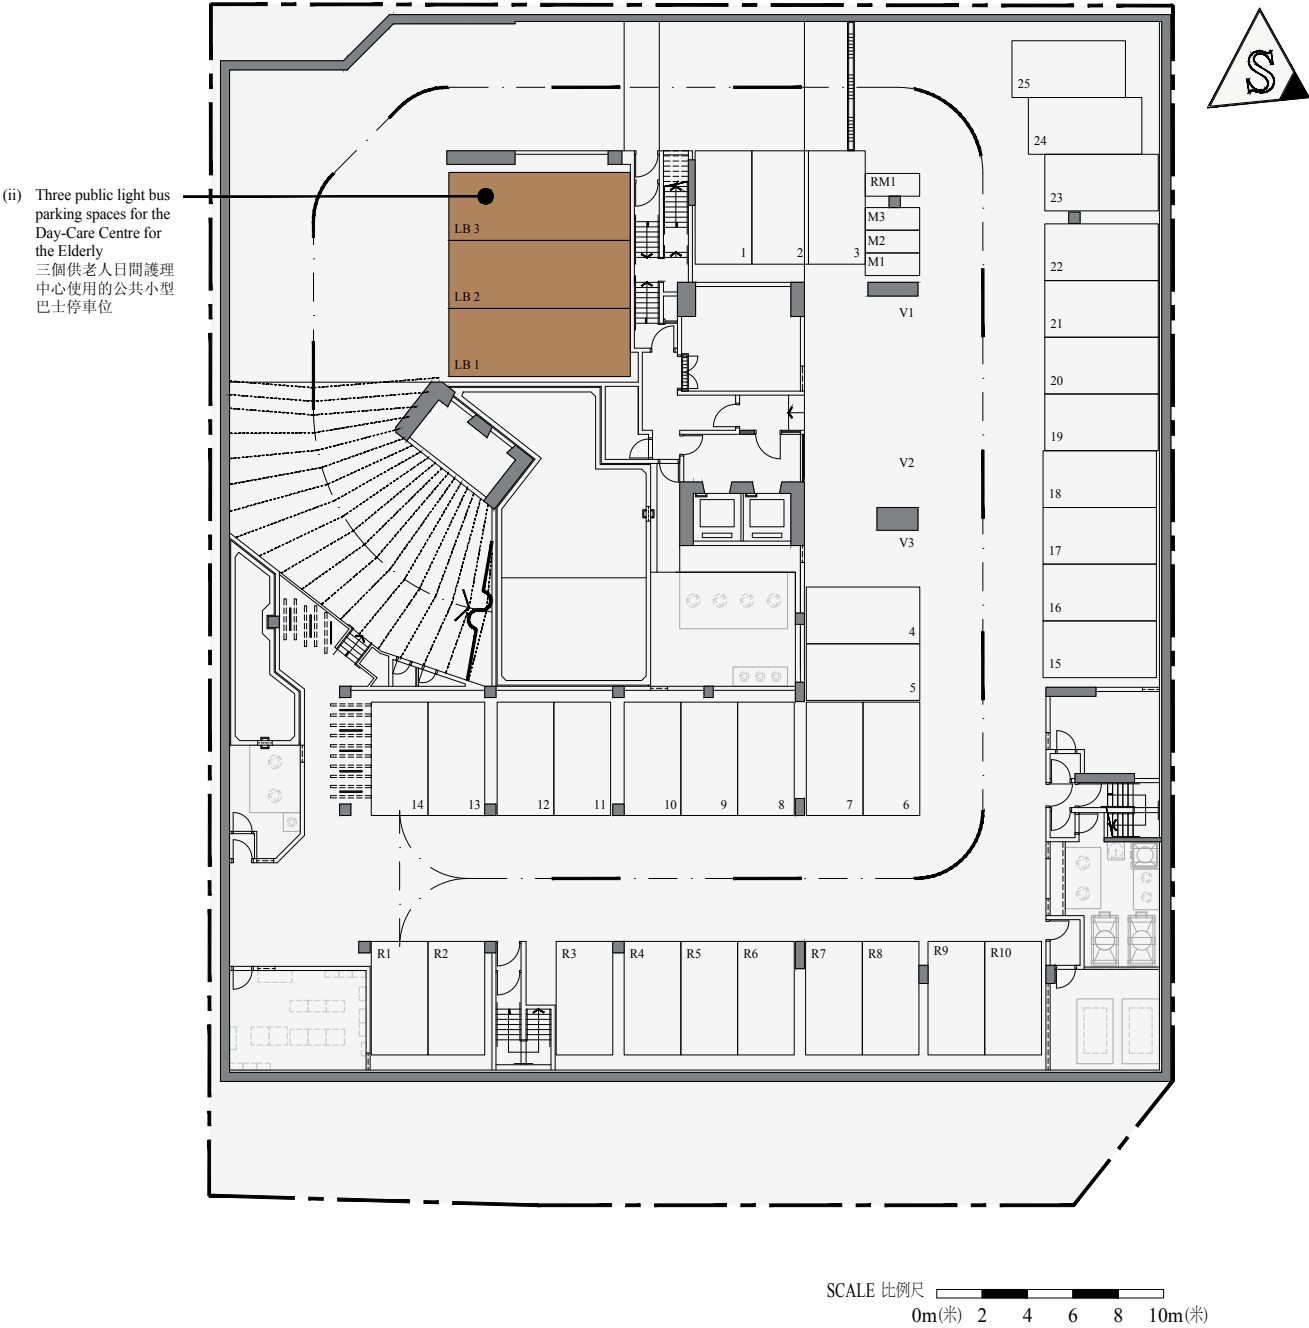 S
25
24
23
22
21
20
19
18
17
16
15
(ii) Three public light bus
parking spaces for the
Day-Care Centre for
the Elderly
三個供老人日間護理
中心使用的公共小型
巴士停車位
LB 3
LB 2
LB 1
1
2
3
RM1
M3
M2
M1
V1
V2
V3
4
5
14
13
12
11
10
9
8
7
6
R1
R2
R3
R4
R5
R6
R7
R8
R9
R10
SCALE 比例尺
0m(米) 2 4 6 8 10m(米)